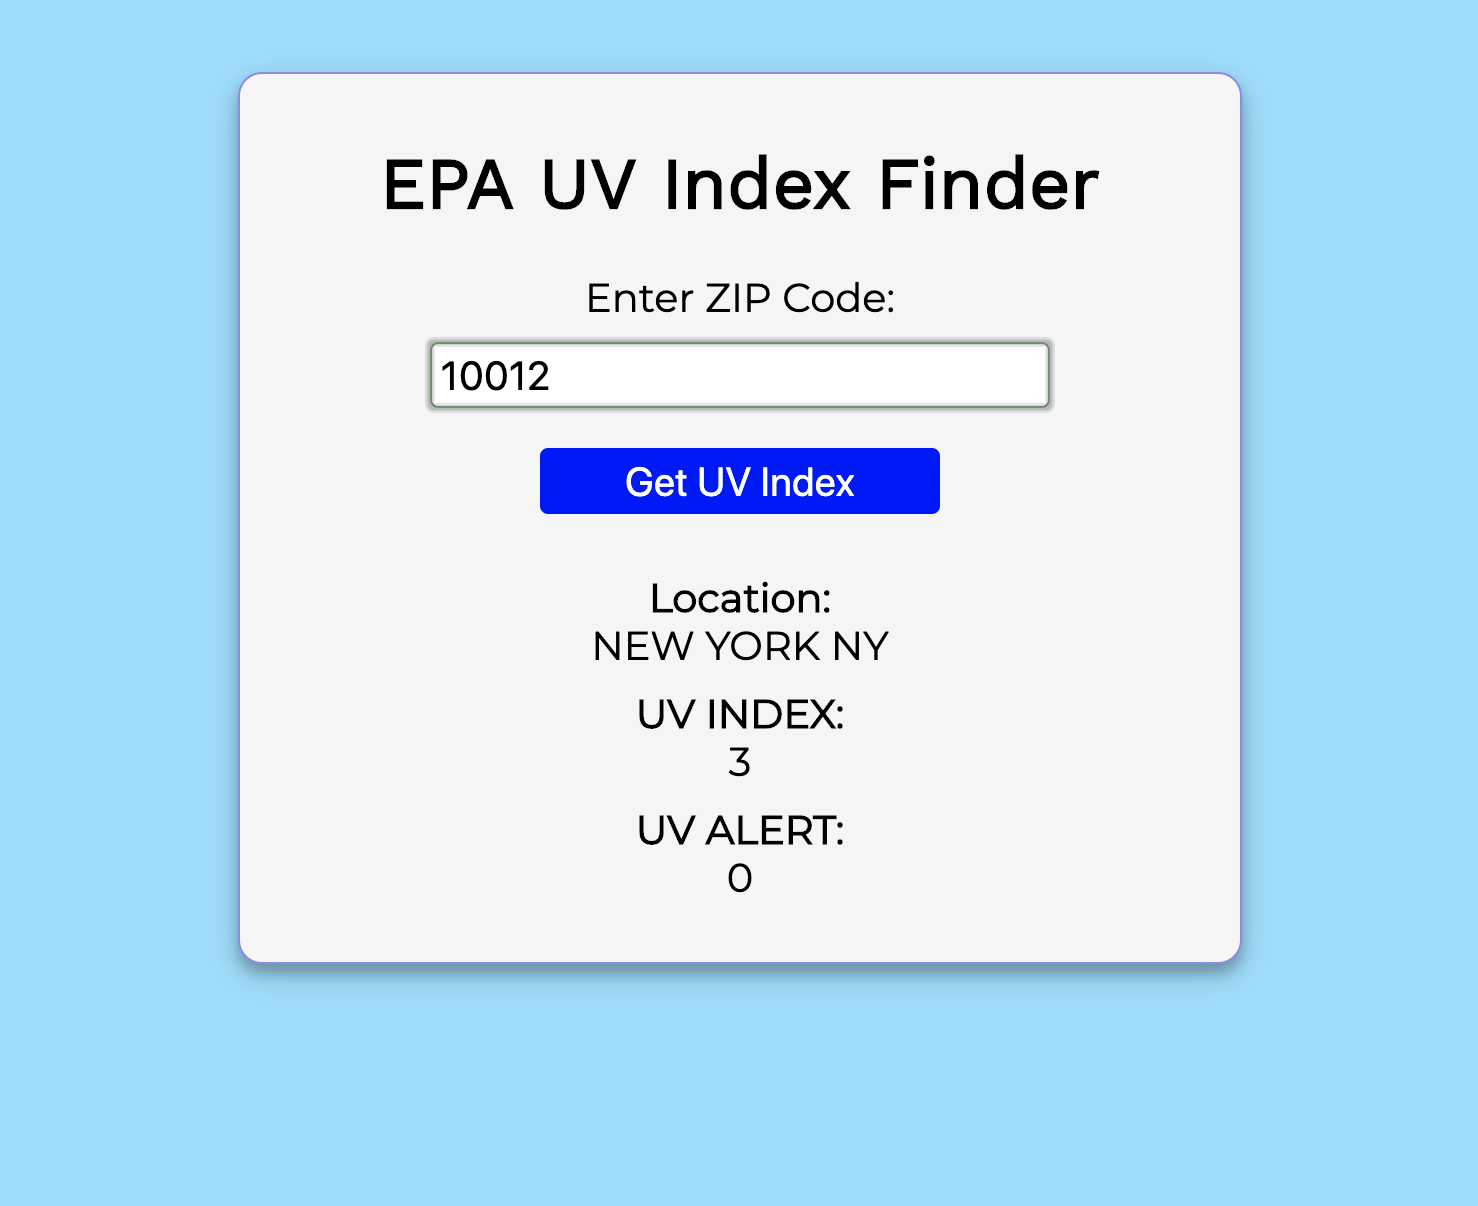 EPA UV Index Finder
Enter ZIP Code:
10012
Get UV Index
Location:
NEW YORK NY
UV INDEX:
3
UV ALERT:
0